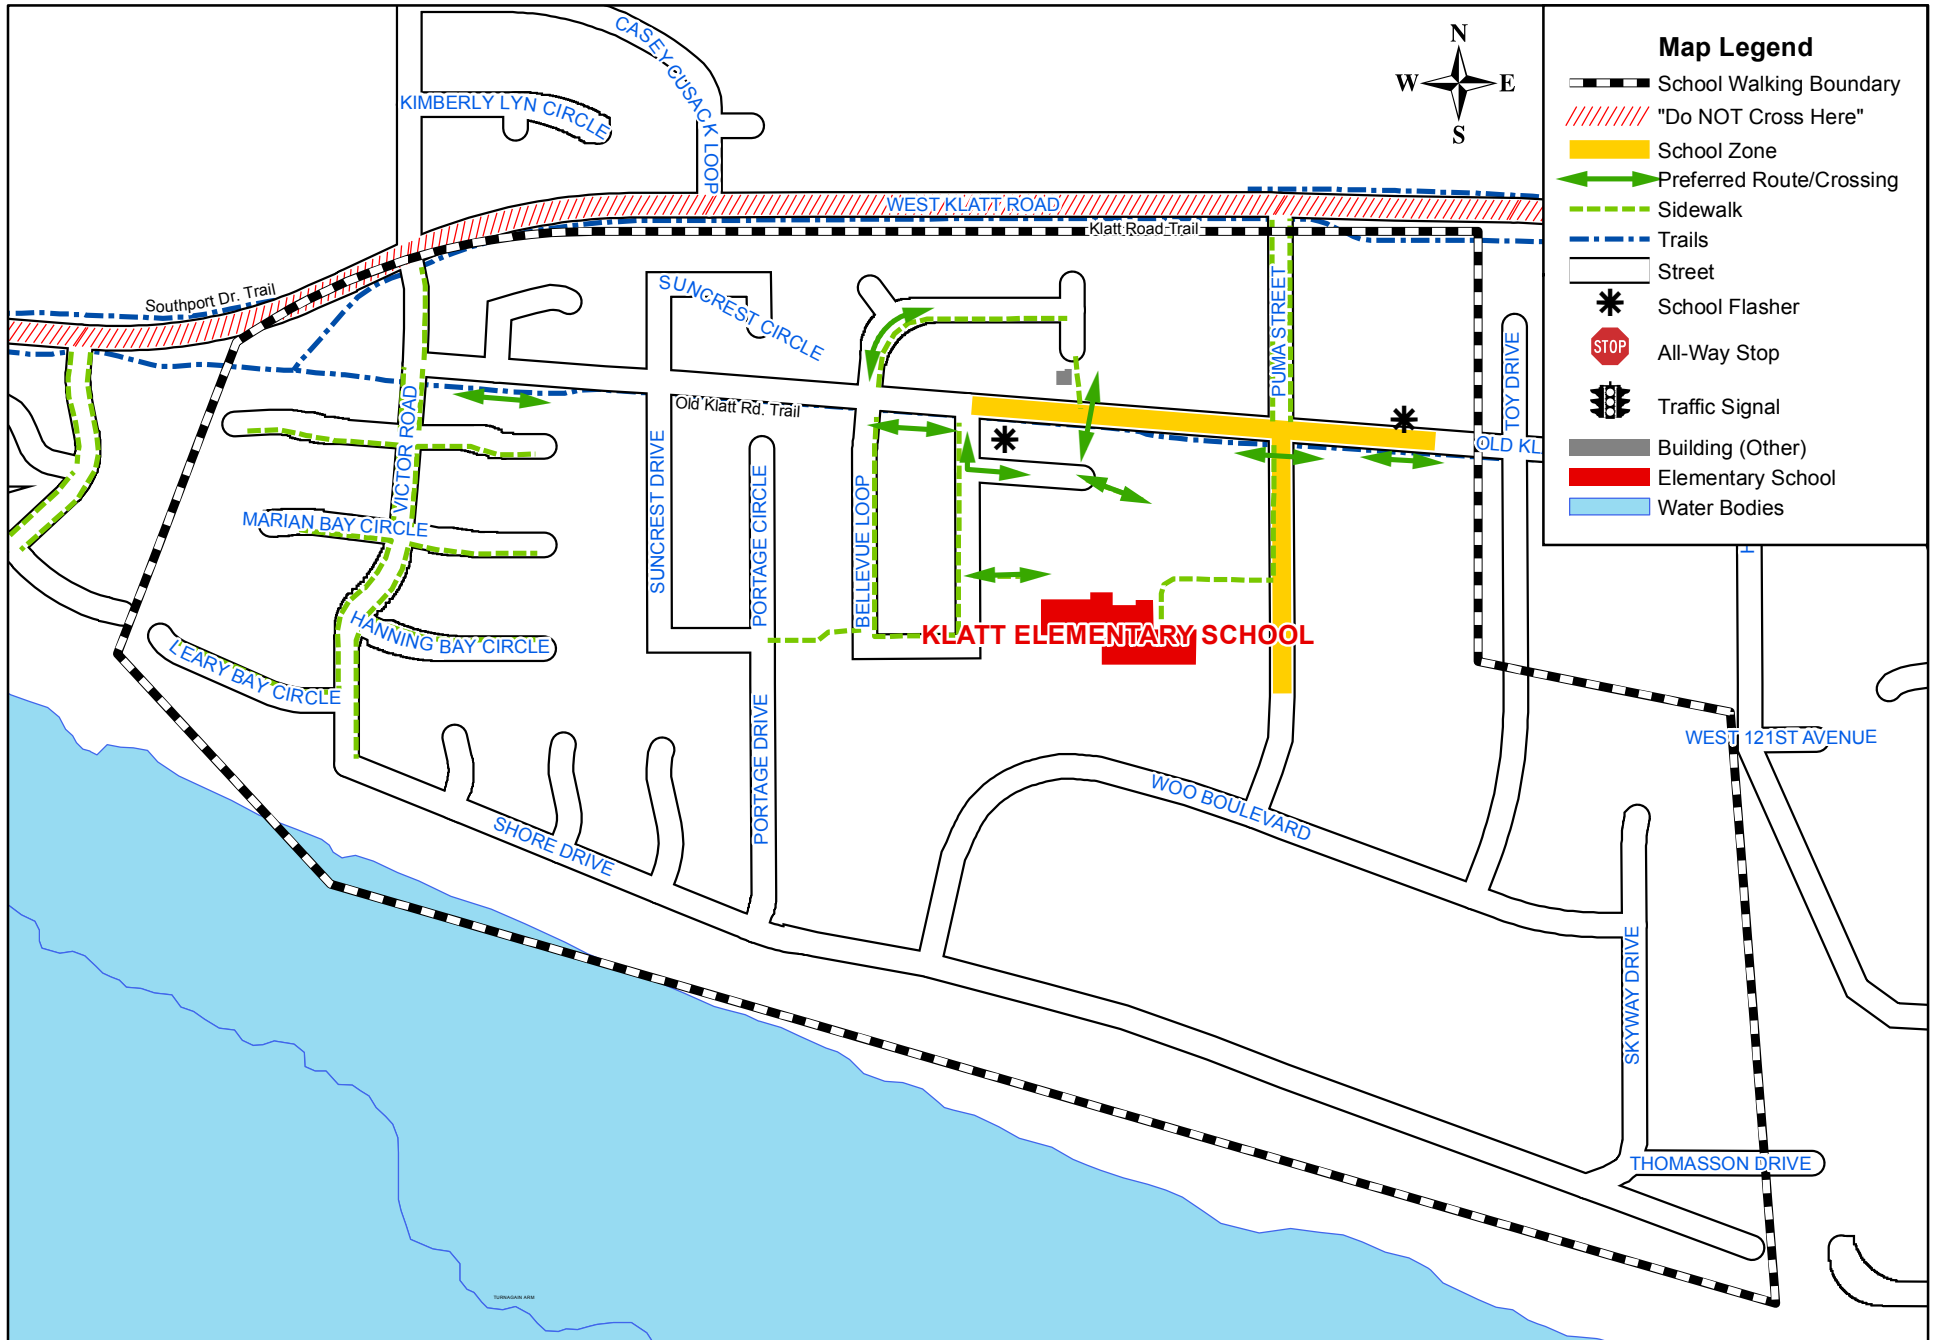 CASEY CUSACK LOOP
KIMBERLY LYN CIRCLE
N
W E
S
Map Legend
School Walking Boundary
"Do NOT Cross Here"
School Zone
Preferred Route/Crossing
Sidewalk
Trails
Street
School Flasher
STOP
All-Way Stop
Traffic Signal
Building (Other)
Elementary School
Water Bodies
WEST KLATT ROAD
Klatt Road Trail
Southport Dr. Trail
SUNCREST CIRCLE
PUMA STREET
TOY DRIVE
Old Klatt Rd. Trail
OLD KL
VICTOR ROAD
SUNCREST DRIVE
PORTAGE CIRCLE
BELLEVUE LOOP
MARIAN BAY CIRCLE
HANNING BAY CIRCLE
LEARY BAY CIRCLE
KLATT ELEMENTARY SCHOOL
PORTAGE DRIVE
WEST 121ST AVENUE
WOO BOULEVARD
SHORE DRIVE
SKYWAY DRIVE
THOMASSON DRIVE
TURNAGAIN ARM